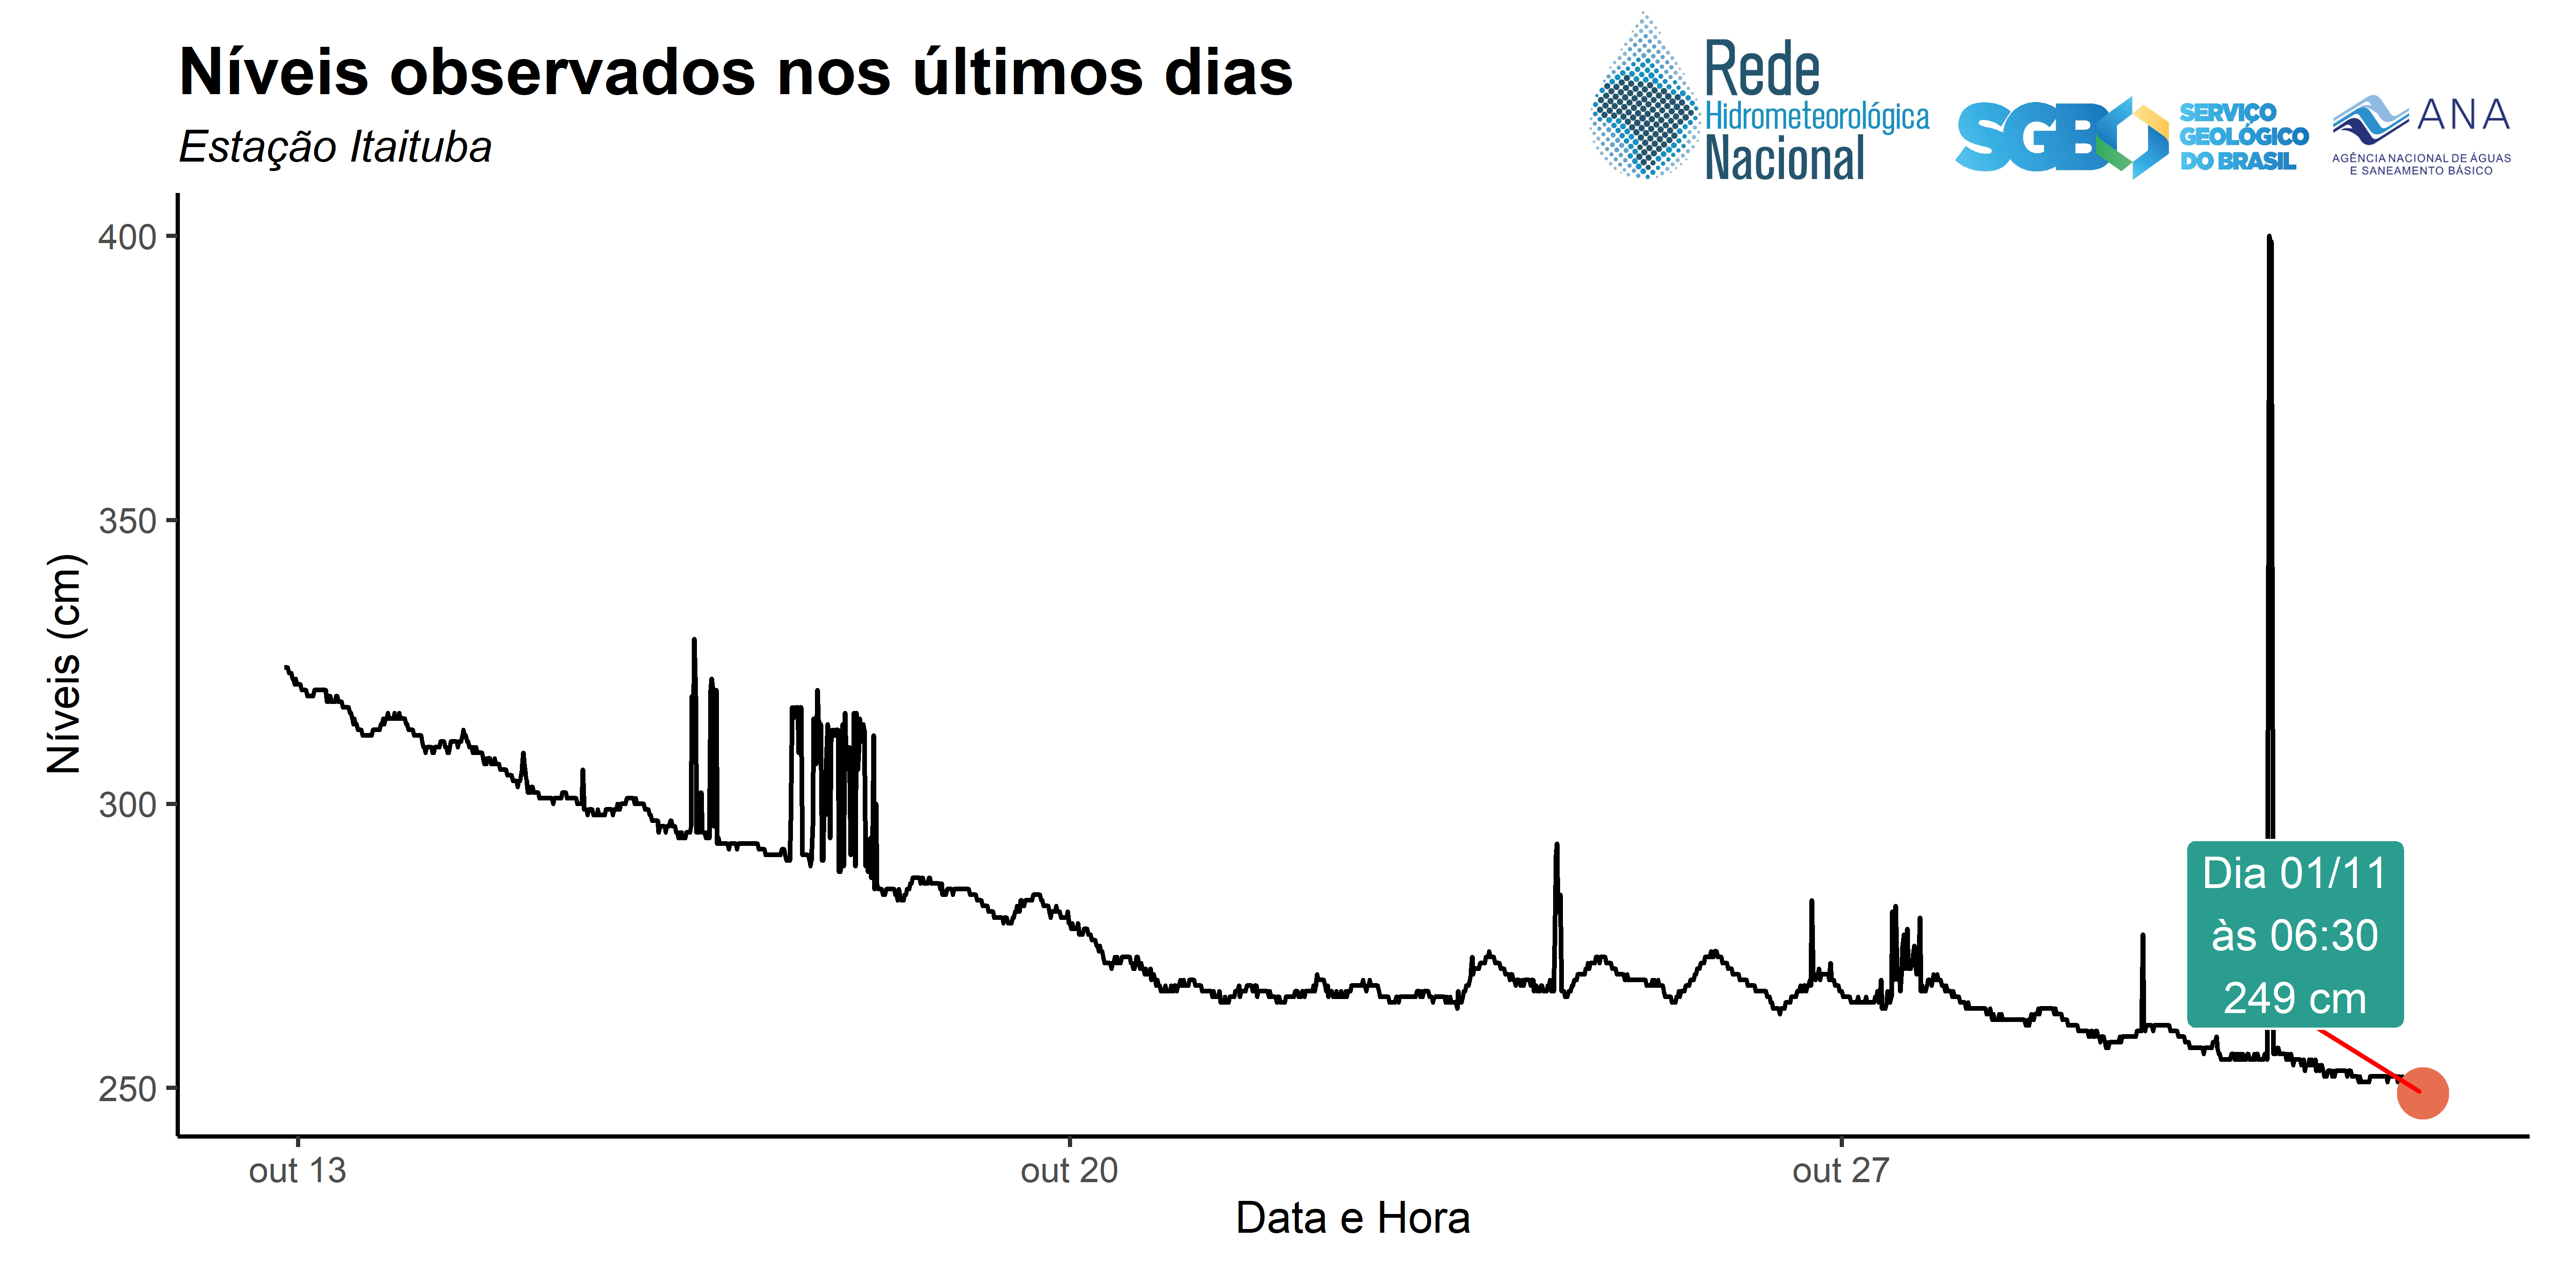 Níveis observados nos últimos dias
Estação Itaituba
Rede
Hidrometeorológica
Nacional
SGB
SERVIÇO
GEOLÓGICO
DO BRASIL
ANA
AGÊNCIA NACIONAL DE ÁGUAS
E SANEAMENTO BÁSICO
Níveis (cm)
400
350
300
250
Dia 01/11
às 06:30
249 cm
out 13
out 20
out 27
Data e Hora